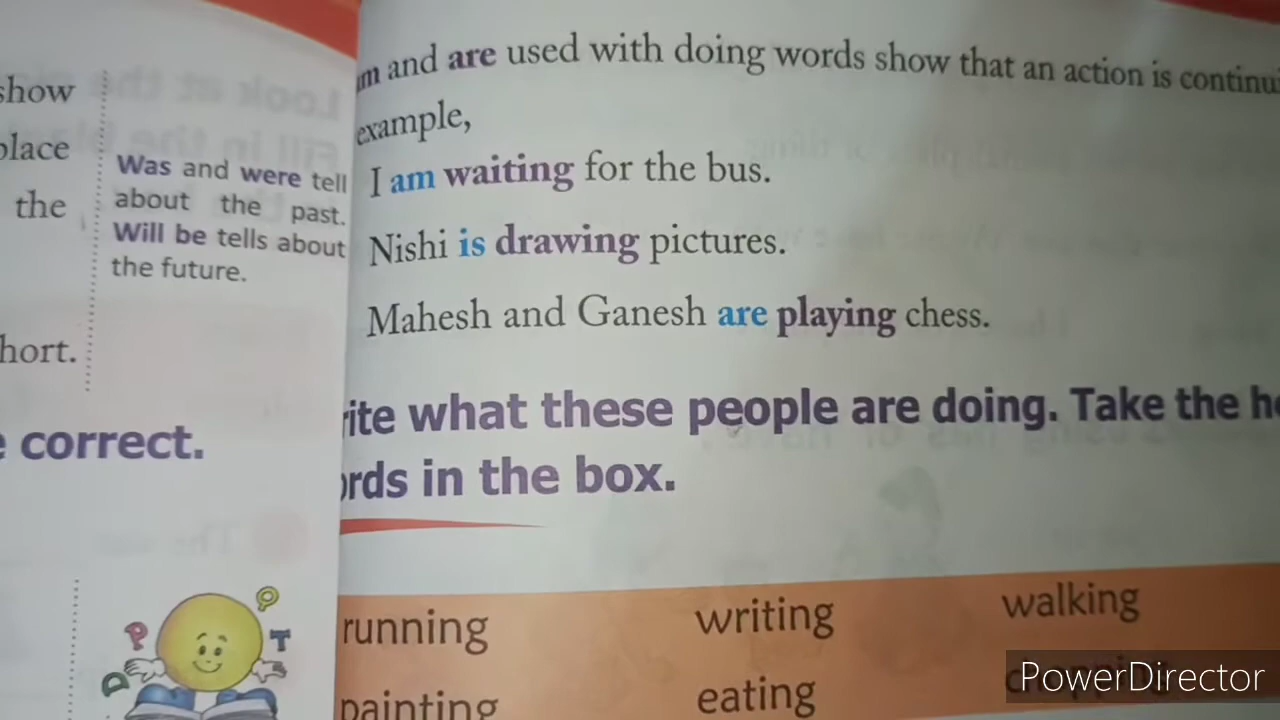 show
place
the
hort.
correct.
Was and were tell
about the past.
Will be tells about
the future.
P
P
T
D
m and are used with doing words show that an action is continu
example,
I am waiting for the bus.
Nishi is drawing pictures.
Mahesh and Ganesh are playing chess.
rite what these people are doing. Take the he
ords in the box.
running writing walking
painting eating
PowerDirector